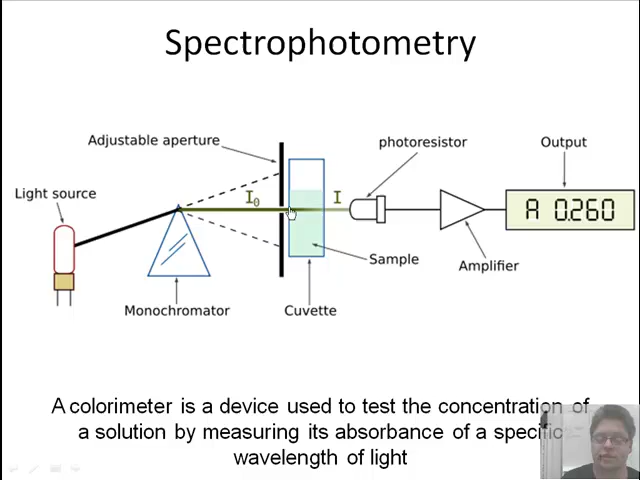 Spectrophotometry
Adjustable aperture
photoresistor
Output
Light source
I₀
I
A 0.260
Sample
Amplifier
Monochromator
Cuvette
A colorimeter is a device used to test the concentration of
a solution by measuring its absorbance of a specific
wavelength of light